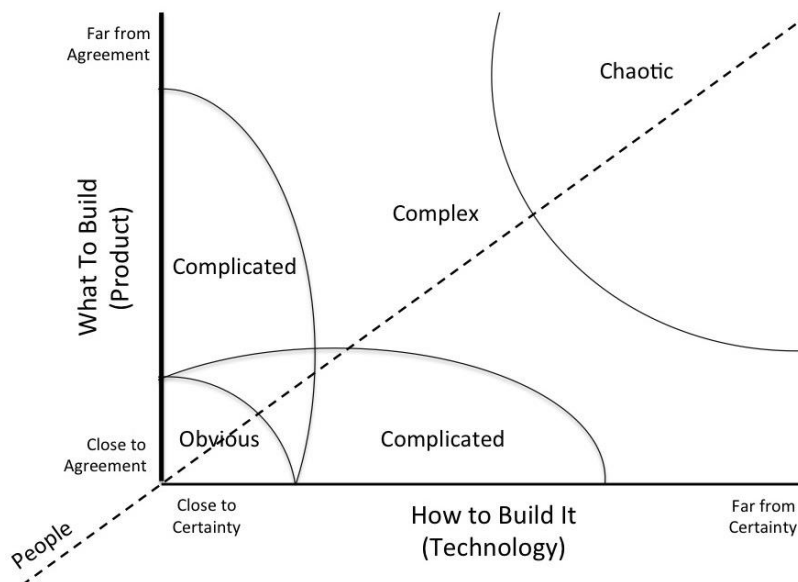 Far from
Agreement
Chaotic
Complex
What To Build
(Product)
Complicated
Obvious
Complicated
Close to
Agreement
Close to
Certainty
How to Build It
(Technology)
Far from
Certainty
People